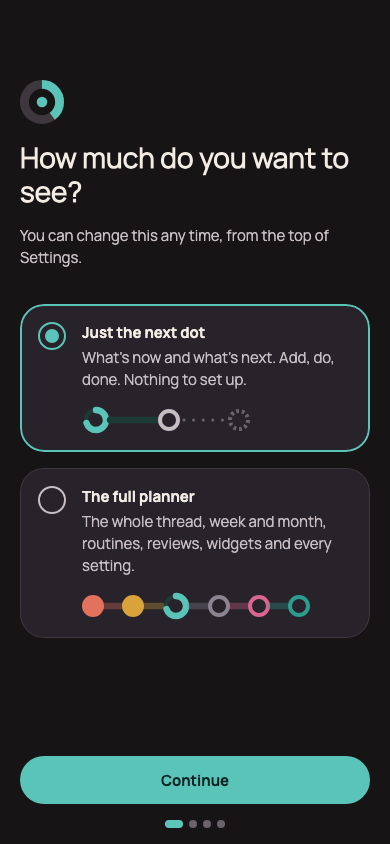 How much do you want to
see?
You can change this any time, from the top of
Settings.
Just the next dot
What's now and what's next. Add, do,
done. Nothing to set up.
The full planner
The whole thread, week and month,
routines, reviews, widgets and every
setting.
Continue